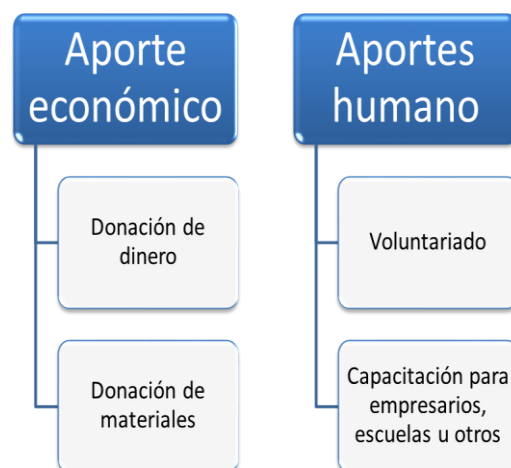 Aporte
económico
Donación de
dinero
Donación de
materiales
Aportes
humano
Voluntariado
Capacitación para
empresarios,
escuelas u otros